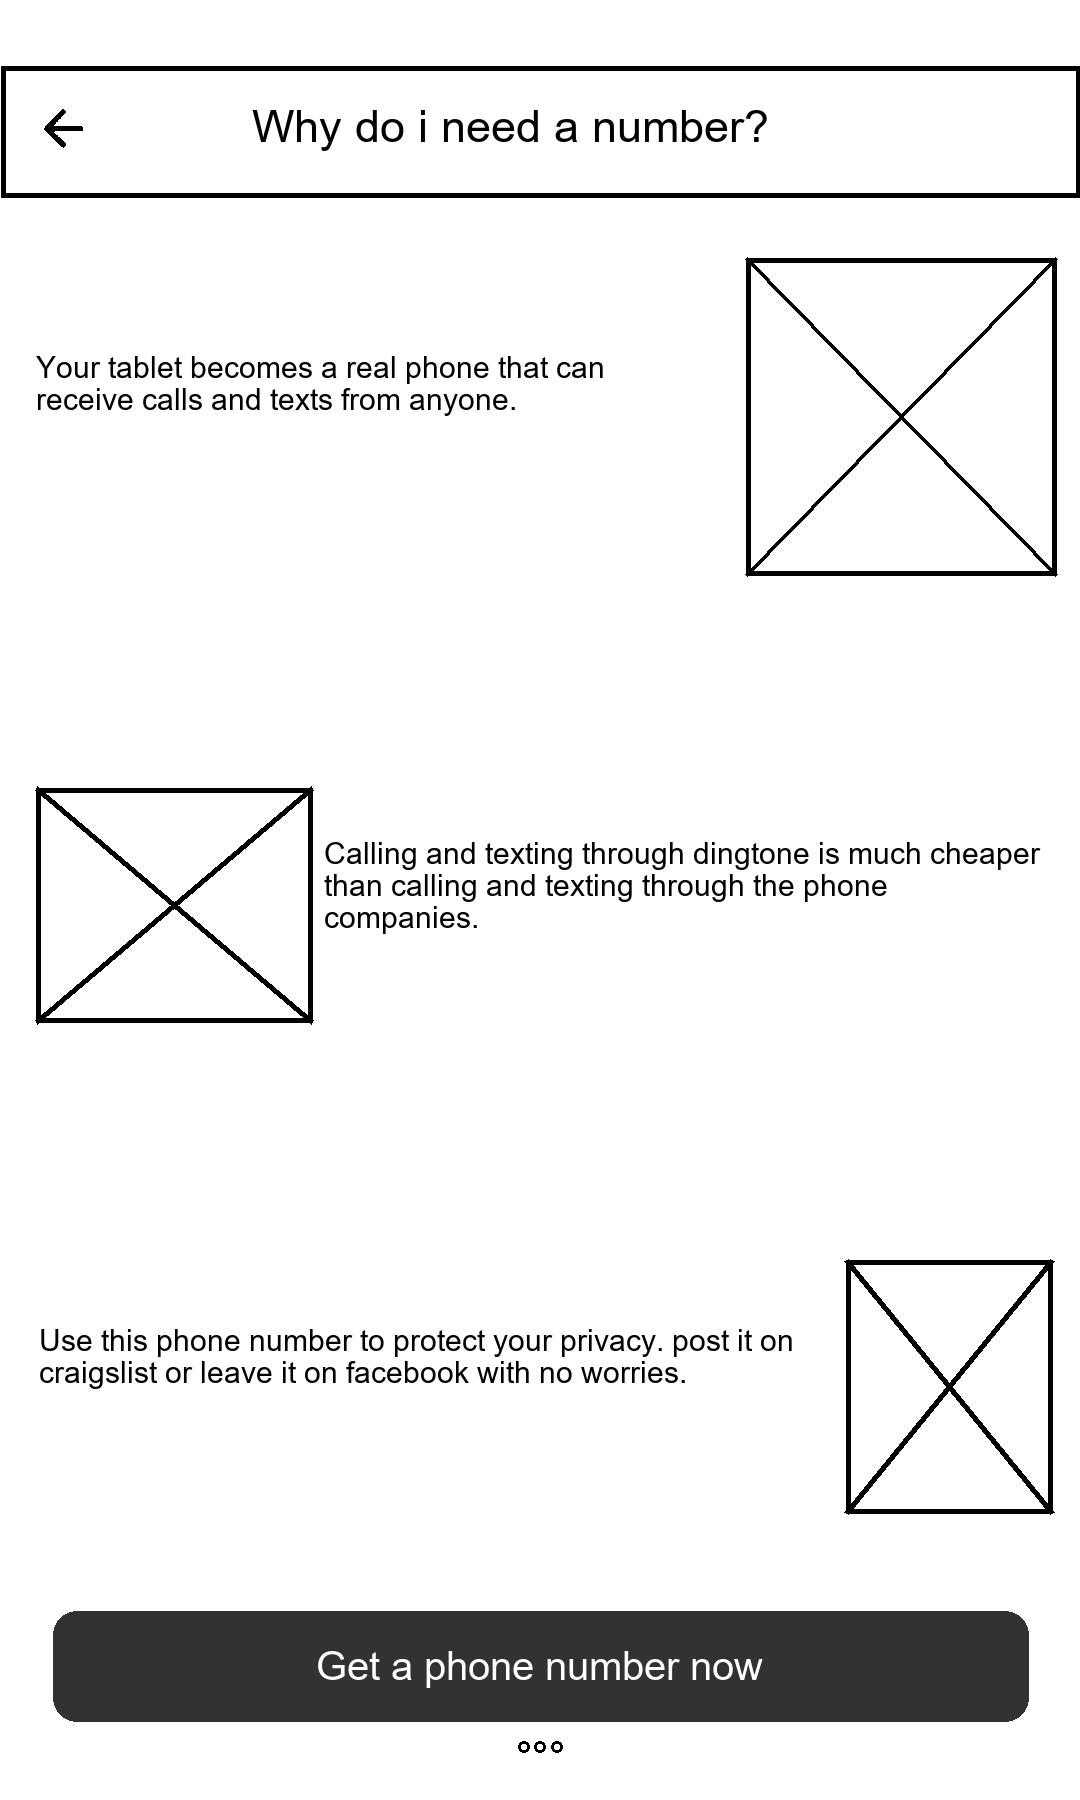 Why do i need a number?
Your tablet becomes a real phone that can
receive calls and texts from anyone.
Calling and texting through dingtone is much cheaper
than calling and texting through the phone
companies.
Use this phone number to protect your privacy. post it on
craigslist or leave it on facebook with no worries.
Get a phone number now